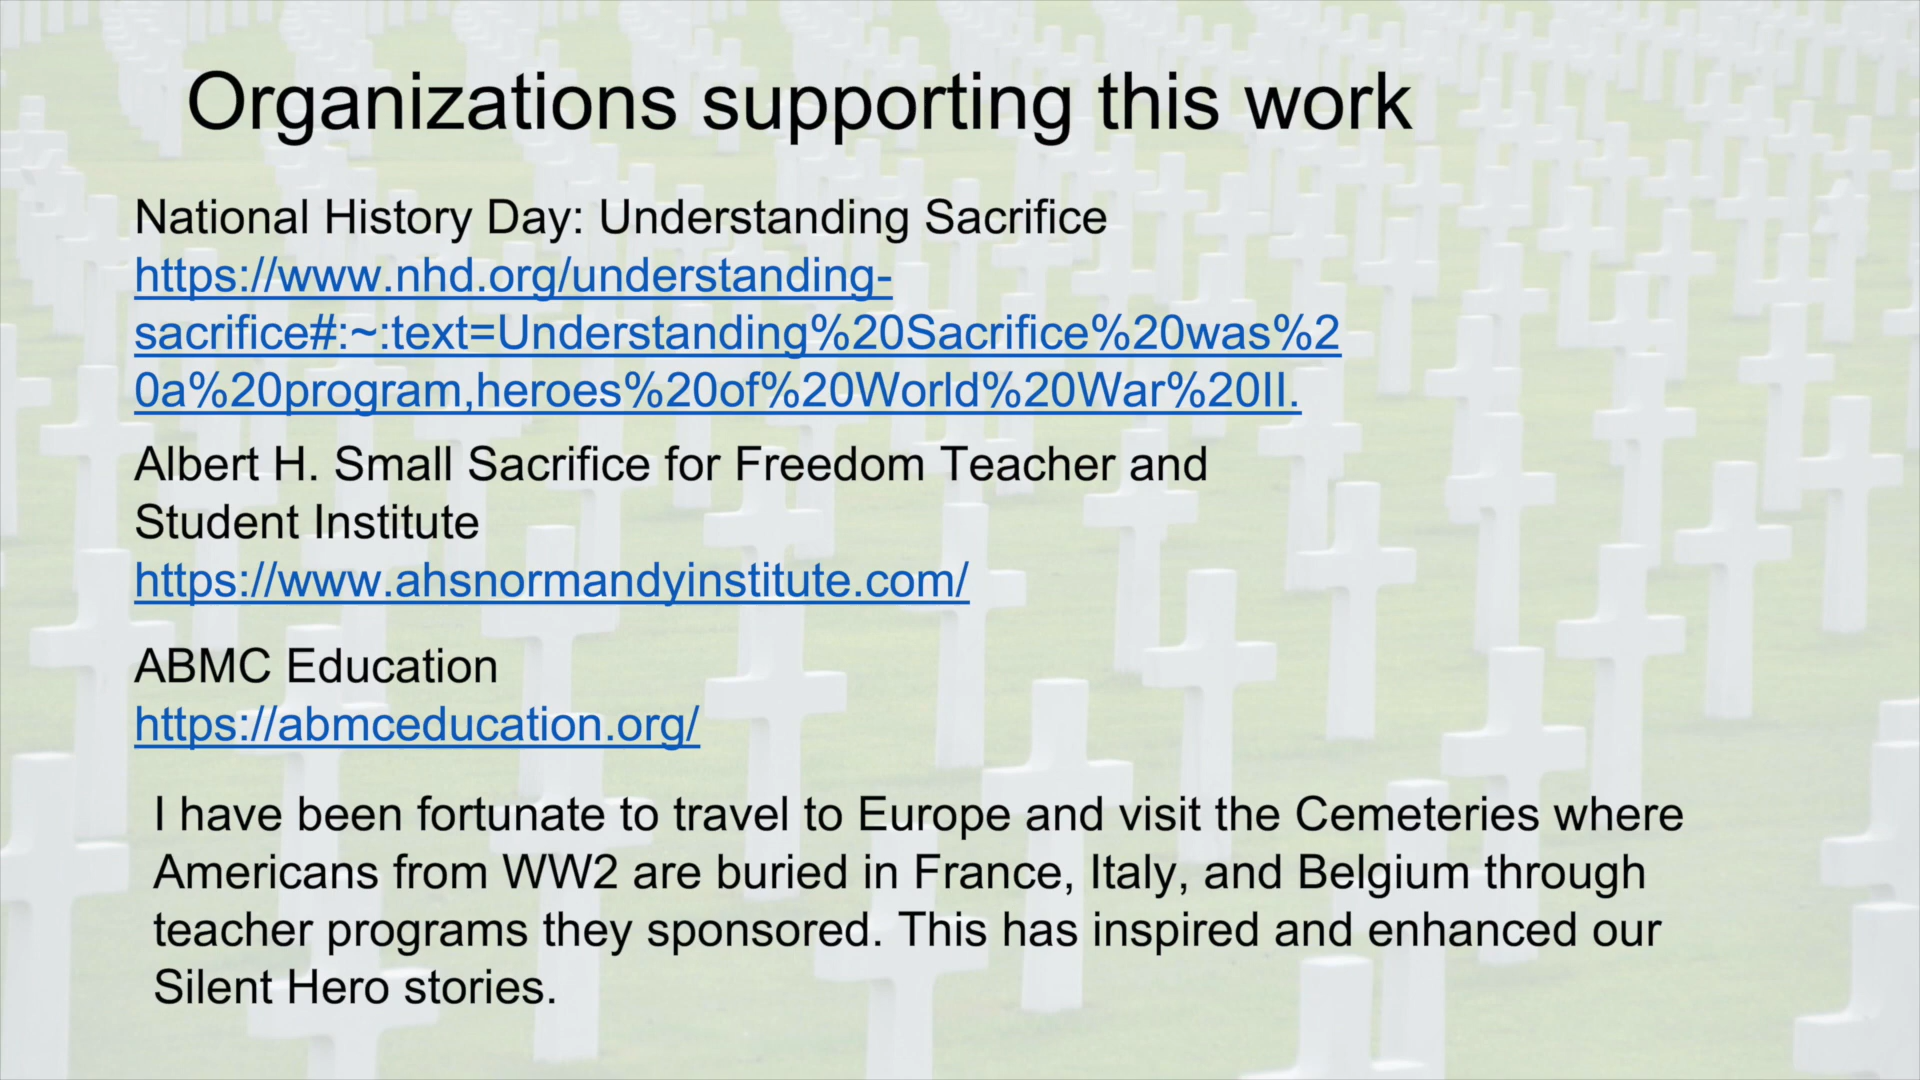 Organizations supporting this work
National History Day: Understanding Sacrifice
https://www.nhd.org/understanding-
sacrifice#:~:text=Understanding%20Sacrifice%20was%2
0a%20program,heroes%20of%20World%20War%20II.
Albert H. Small Sacrifice for Freedom Teacher and
Student Institute
https://www.ahsnormandyinstitute.com/
ABMC Education
https://abmceducation.org/
I have been fortunate to travel to Europe and visit the Cemeteries where
Americans from WW2 are buried in France, Italy, and Belgium through
teacher programs they sponsored. This has inspired and enhanced our
Silent Hero stories.